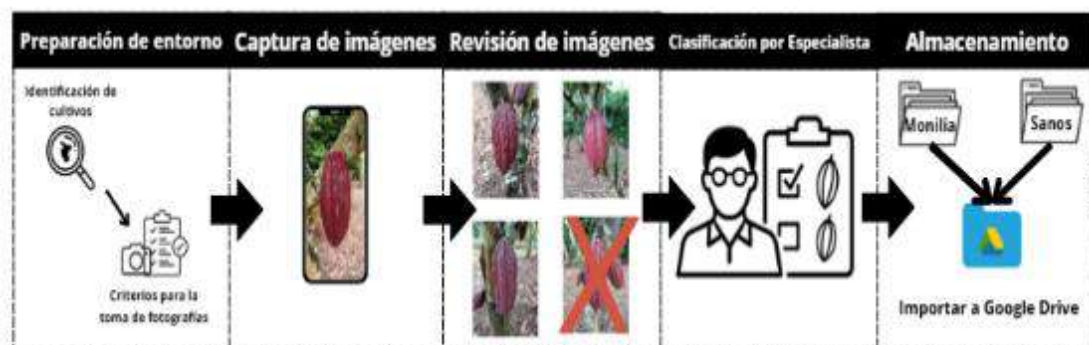 Preparación de entorno
Captura de imágenes
Revisión de imágenes
Clasificación por Especialista
Almacenamiento
Identificación de
cultivos
Criterios para la
toma de fotografías
Monilia
Sanos
Importar a Google Drive